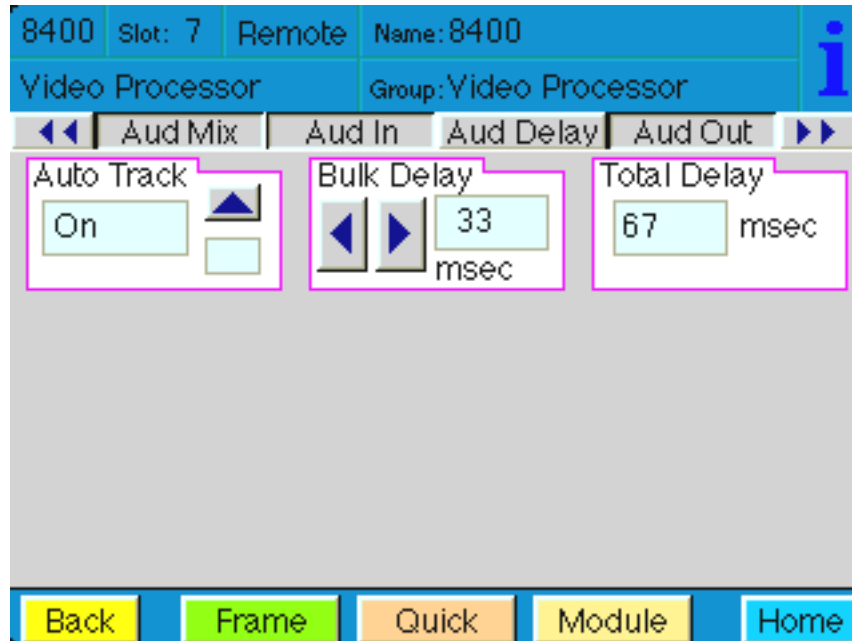 8400 Slot: 7 Remote Name: 8400
Video Processor Group: Video Processor
Aud Mix Aud In Aud Delay Aud Out
Auto Track Bulk Delay Total Delay
On 33 67 msec
msec
Back Frame Quick Module Home